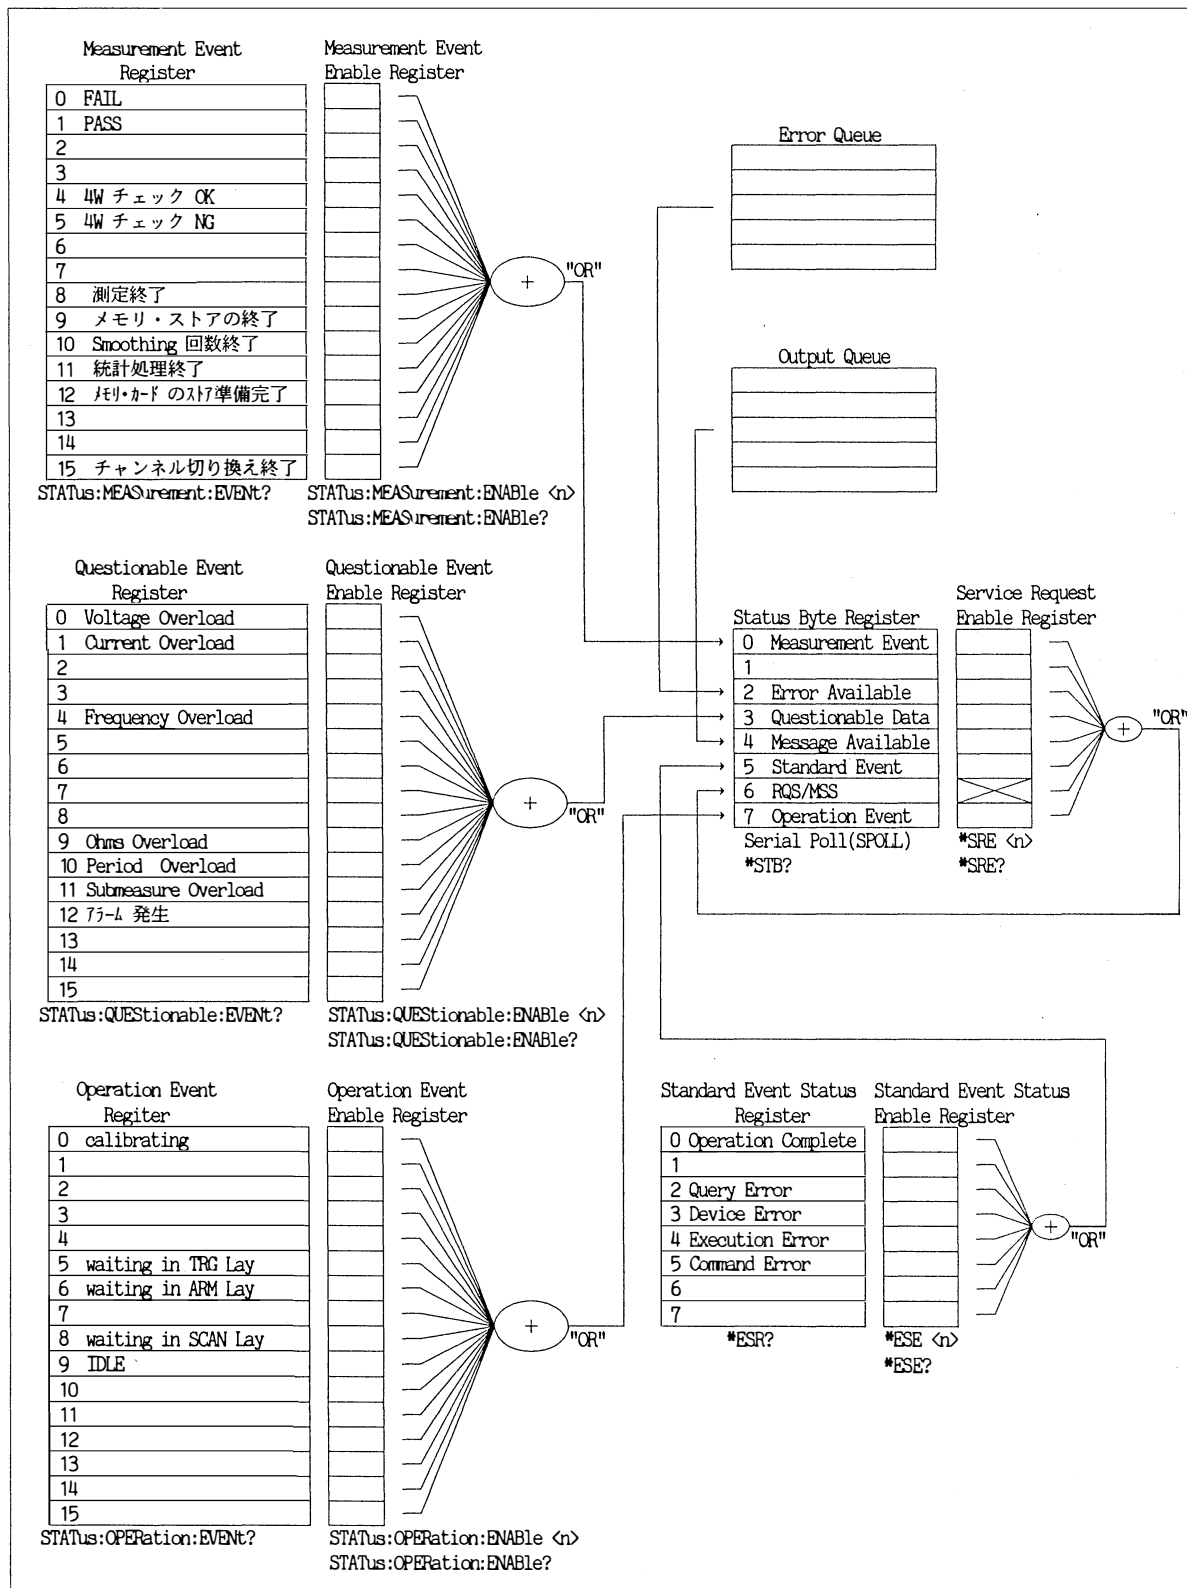 Measurement Event
Register
0 FAIL
1 PASS
2
3
4 4W チェック OK
5 4W チェック NG
6
7
8 測定終了
9 メモリ・ストアの終了
10 Smoothing 回数終了
11 統計処理終了
12 メモリ・カード のストア準備完了
13
14
15 チャンネル切り換え終了
STATus:MEASurement:EVENt?
Measurement Event
Enable Register
STATus:MEASurement:ENABle <n>
STATus:MEASurement:ENABle?
+
"OR"
Error Queue
Output Queue
Questionable Event
Register
0 Voltage Overload
1 Current Overload
2
3
4 Frequency Overload
5
6
7
8
9 Ohms Overload
10 Period Overload
11 Submeasure Overload
12 アラーム 発生
13
14
15
STATus:QUEStionable:EVENt?
Questionable Event
Enable Register
STATus:QUEStionable:ENABle <n>
STATus:QUEStionable:ENABle?
+
"OR"
Status Byte Register
0 Measurement Event
1
2 Error Available
3 Questionable Data
4 Message Available
5 Standard Event
6 RQS/MSS
7 Operation Event
Serial Poll(SPOLL)
*STB?
Service Request
Enable Register
*SRE <n>
*SRE?
+
"OR"
Operation Event
Regiter
0 calibrating
1
2
3
4
5 waiting in TRG Lay
6 waiting in ARM Lay
7
8 waiting in SCAN Lay
9 IDLE
10
11
12
13
14
15
STATus:OPERation:EVENt?
Operation Event
Enable Register
STATus:OPERation:ENABle <n>
STATus:OPERation:ENABle?
+
"OR"
Standard Event Status
Register
0 Operation Complete
1
2 Query Error
3 Device Error
4 Execution Error
5 Command Error
6
7
*ESR?
Standard Event Status
Enable Register
*ESE <n>
*ESE?
+
"OR"